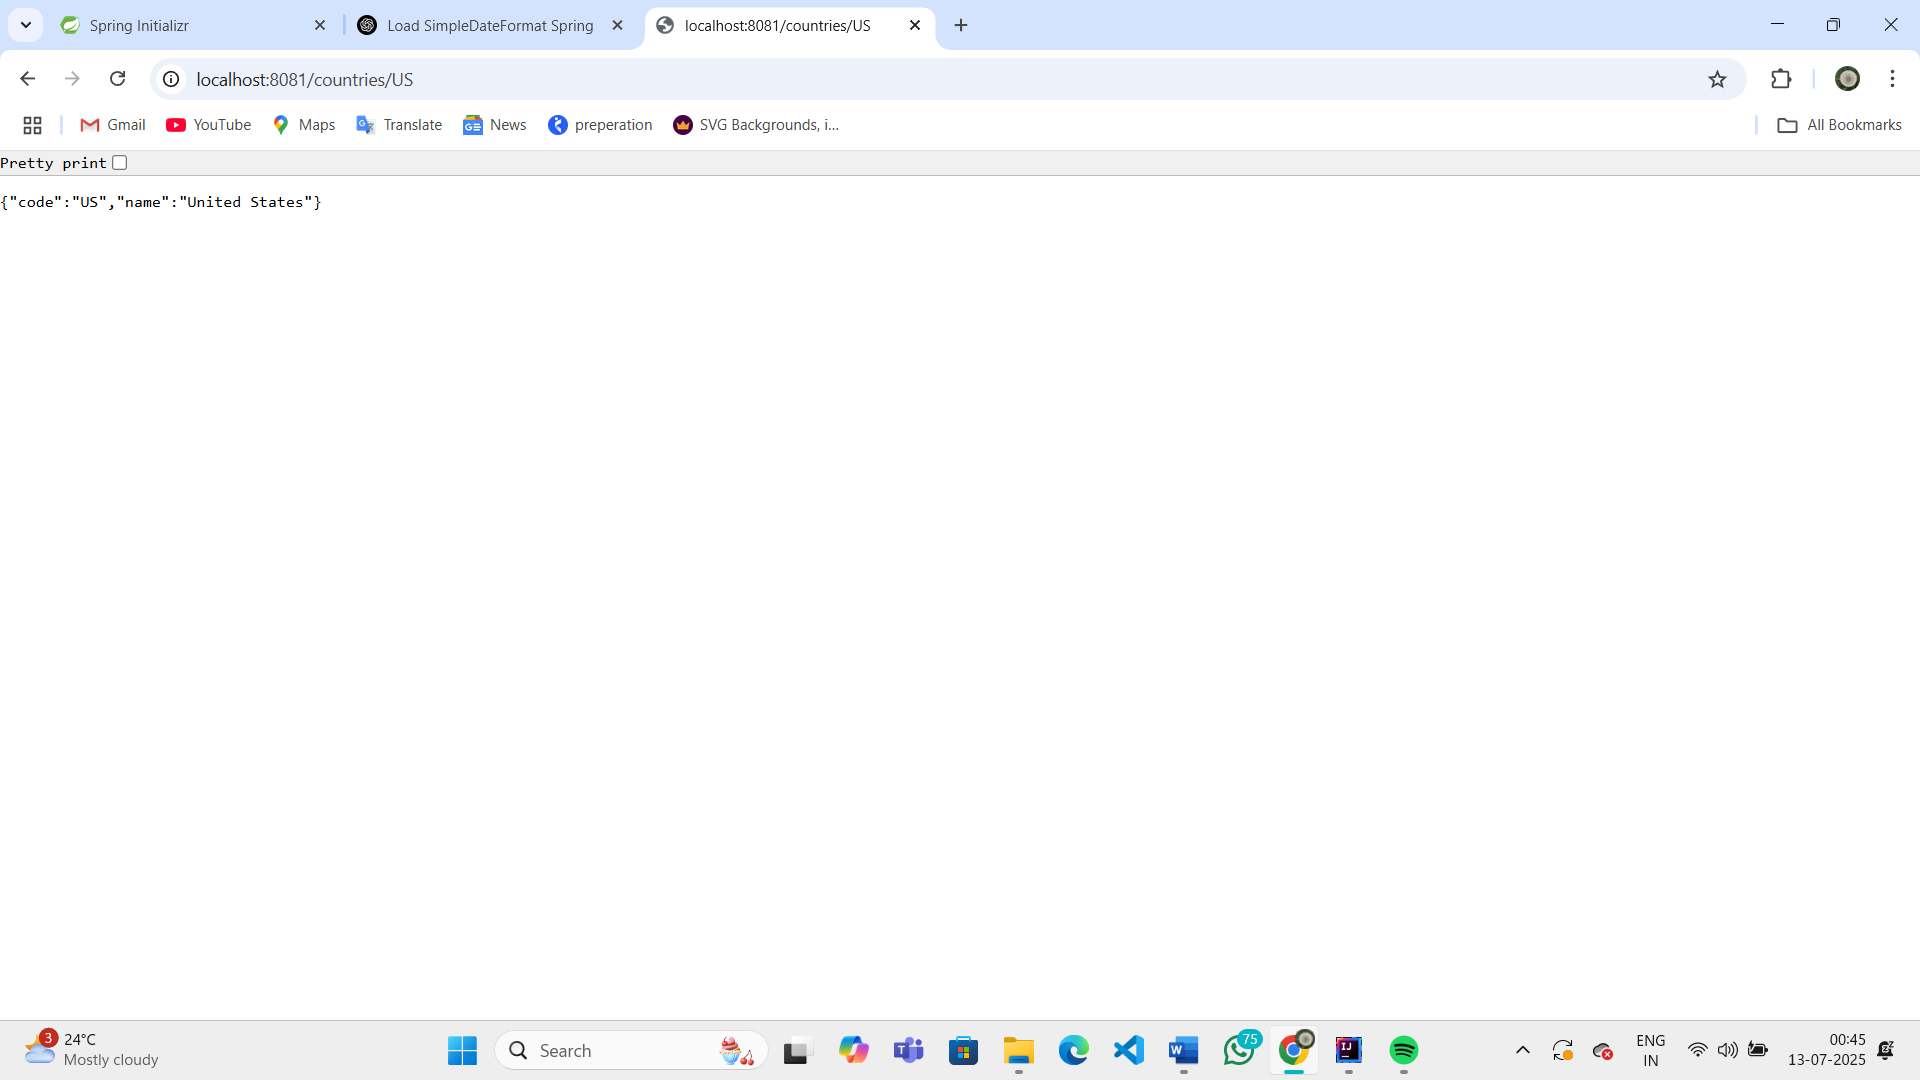 Spring Initializr
Load SimpleDateFormat Spring
localhost:8081/countries/US
localhost:8081/countries/US
Gmail
YouTube
Maps
Translate
News
preperation
SVG Backgrounds, i...
All Bookmarks
Pretty print
{"code":"US","name":"United States"}
3
24°C
Mostly cloudy
Search
75
ENG
IN
00:45
13-07-2025